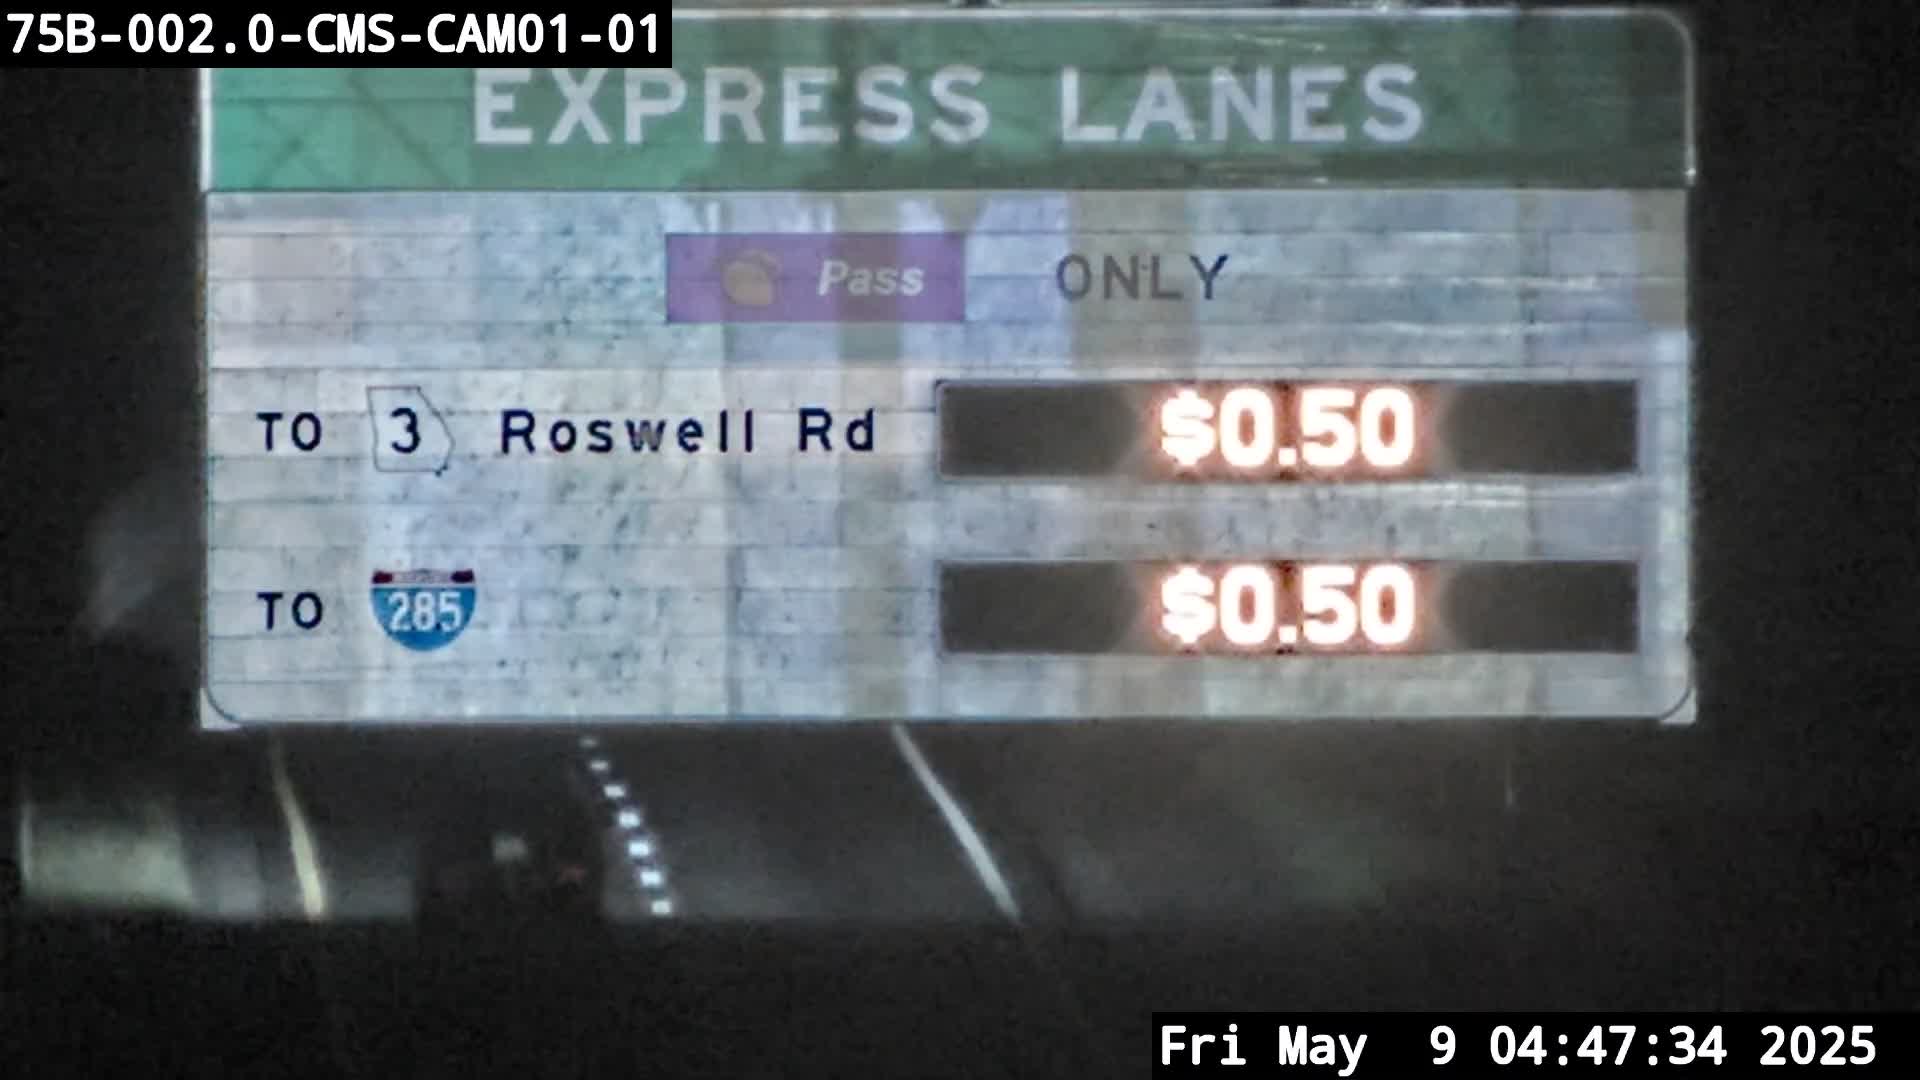 75B-002.0-CMS-CAM01-01
EXPRESS LANES
Pass ONLY
TO 3 Roswell Rd $0.50
TO 285 $0.50
Fri May 9 04:47:34 2025